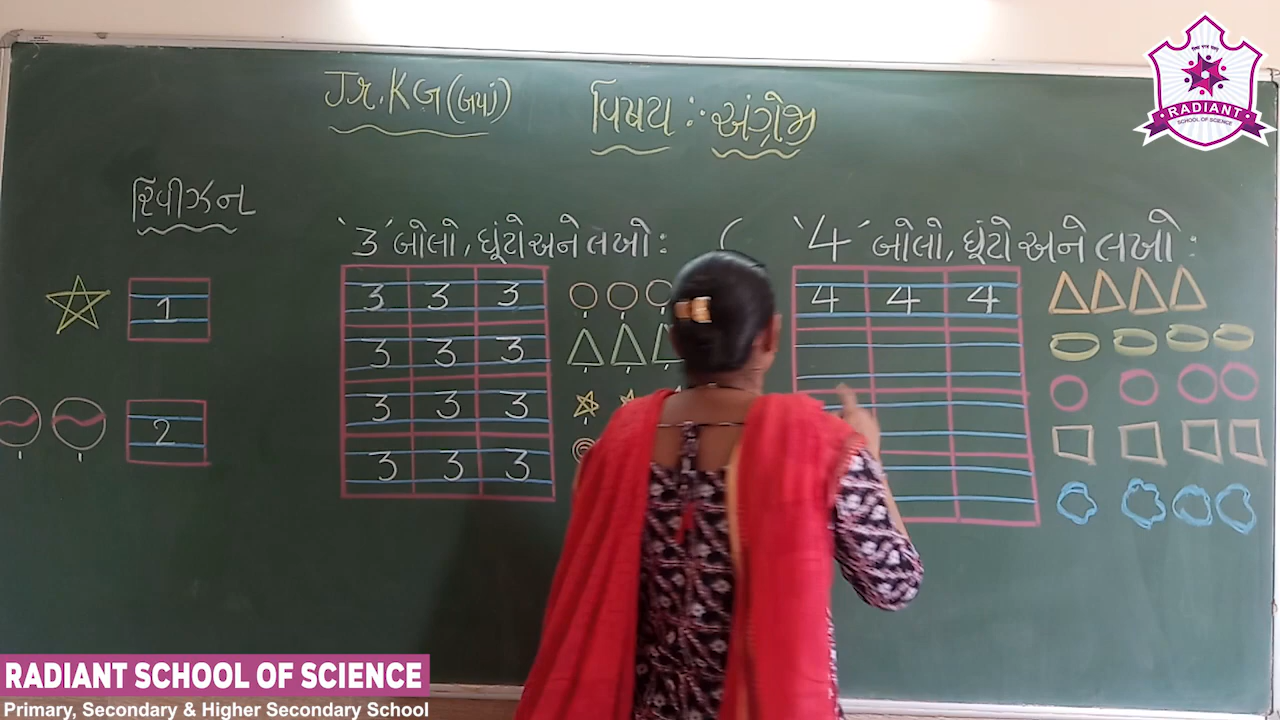 Jr. KG (બધાં)
વિષય : અંગ્રેજી
રિવીઝન
'3' બોલો, ઘૂંટો અને લખો :
'4' બોલો, ઘૂંટો અને લખો :
1
2
3 3 3
3 3 3
3 3 3
3 3 3
4 4 4
RADIANT
SCHOOL OF SCIENCE
RADIANT SCHOOL OF SCIENCE
Primary, Secondary & Higher Secondary School